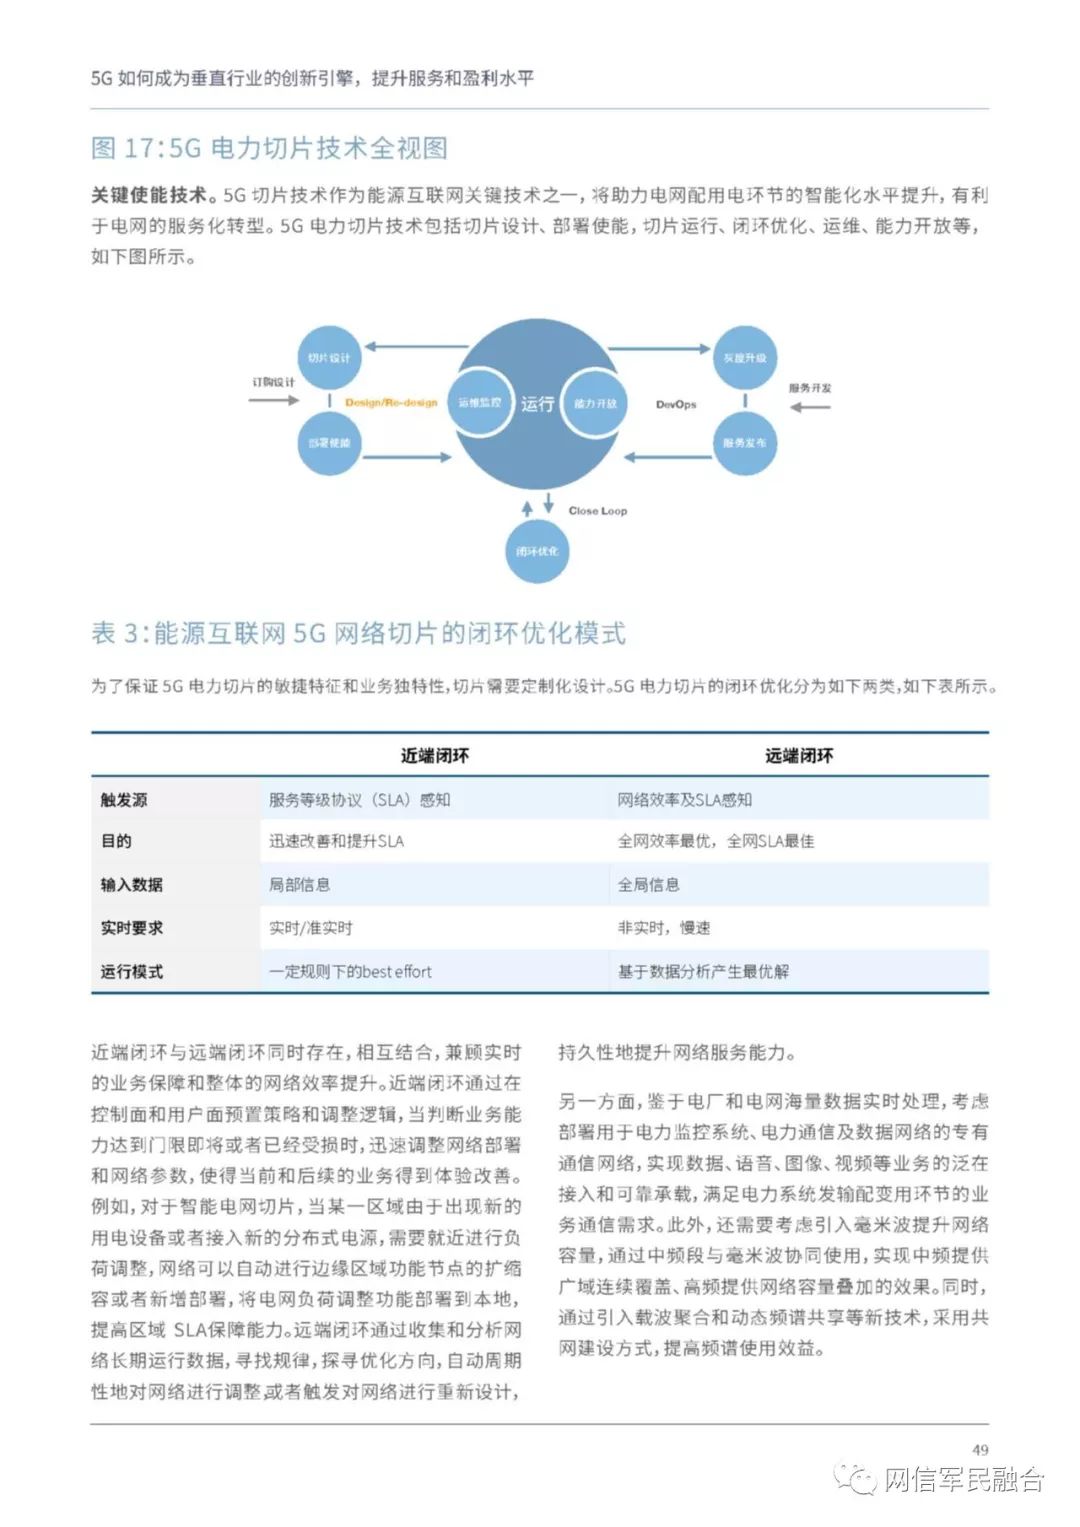 5G 如何成为垂直行业的创新引擎，提升服务和盈利水平
图 17：5G 电力切片技术全视图
关键使能技术。5G 切片技术作为能源互联网关键技术之一，将助力电网配用电环节的智能化水平提升，有利
于电网的服务化转型。5G 电力切片技术包括切片设计、部署使能，切片运行、闭环优化、运维、能力开放等，
如下图所示。
切片设计
灰度升级
订购设计
服务开发
Design/Re-design
运维监控
运行
能力开放
DevOps
部署使能
服务发布
Close Loop
闭环优化
表 3：能源互联网 5G 网络切片的闭环优化模式
为了保证 5G 电力切片的敏捷特征和业务独特性，切片需要定制化设计。5G 电力切片的闭环优化分为如下两类，如下表所示。
近端闭环 远端闭环
触发源 服务等级协议（SLA）感知 网络效率及SLA感知
目的 迅速改善和提升SLA 全网效率最优，全网SLA最佳
输入数据 局部信息 全局信息
实时要求 实时/准实时 非实时，慢速
运行模式 一定规则下的best effort 基于数据分析产生最优解
近端闭环与远端闭环同时存在，相互结合，兼顾实时
的业务保障和整体的网络效率提升。近端闭环通过在
控制面和用户面预置策略和调整逻辑，当判断业务能
力达到门限即将或者已经受损时，迅速调整网络部署
和网络参数，使得当前和后续的业务得到体验改善。
例如，对于智能电网切片，当某一区域由于出现新的
用电设备或者接入新的分布式电源，需要就近进行负
荷调整，网络可以自动进行边缘区域功能节点的扩缩
容或者新增部署，将电网负荷调整功能部署到本地，
提高区域 SLA保障能力。远端闭环通过收集和分析网
络长期运行数据，寻找规律，探寻优化方向，自动周期
性地对网络进行调整，或者触发对网络进行重新设计，
持久性地提升网络服务能力。
另一方面，鉴于电厂和电网海量数据实时处理，考虑
部署用于电力监控系统、电力通信及数据网络的专有
通信网络，实现数据、语音、图像、视频等业务的泛在
接入和可靠承载，满足电力系统发输配变用环节的业
务通信需求。此外，还需要考虑引入毫米波提升网络
容量，通过中频段与毫米波协同使用，实现中频提供
广域连续覆盖、高频提供网络容量叠加的效果。同时，
通过引入载波聚合和动态频谱共享等新技术，采用共
网建设方式，提高频谱使用效益。
49
网信军民融合